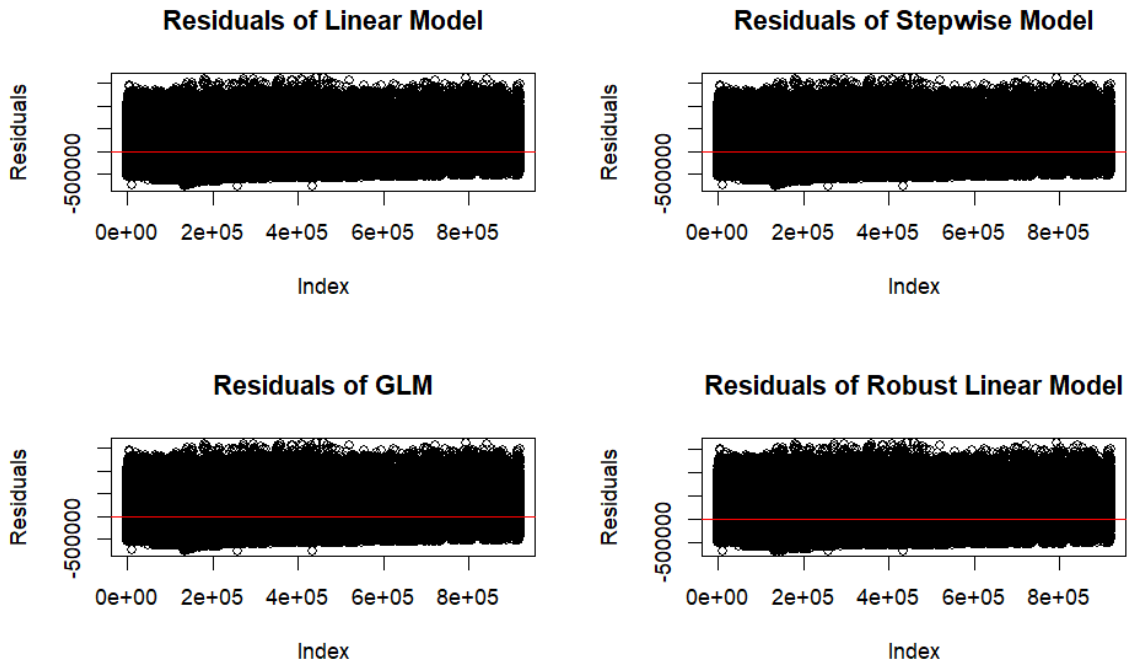 Residuals of Linear Model
Residuals
-500000
0e+00 2e+05 4e+05 6e+05 8e+05
Index
Residuals of Stepwise Model
Residuals
-500000
0e+00 2e+05 4e+05 6e+05 8e+05
Index
Residuals of GLM
Residuals
-500000
0e+00 2e+05 4e+05 6e+05 8e+05
Index
Residuals of Robust Linear Model
Residuals
-500000
0e+00 2e+05 4e+05 6e+05 8e+05
Index